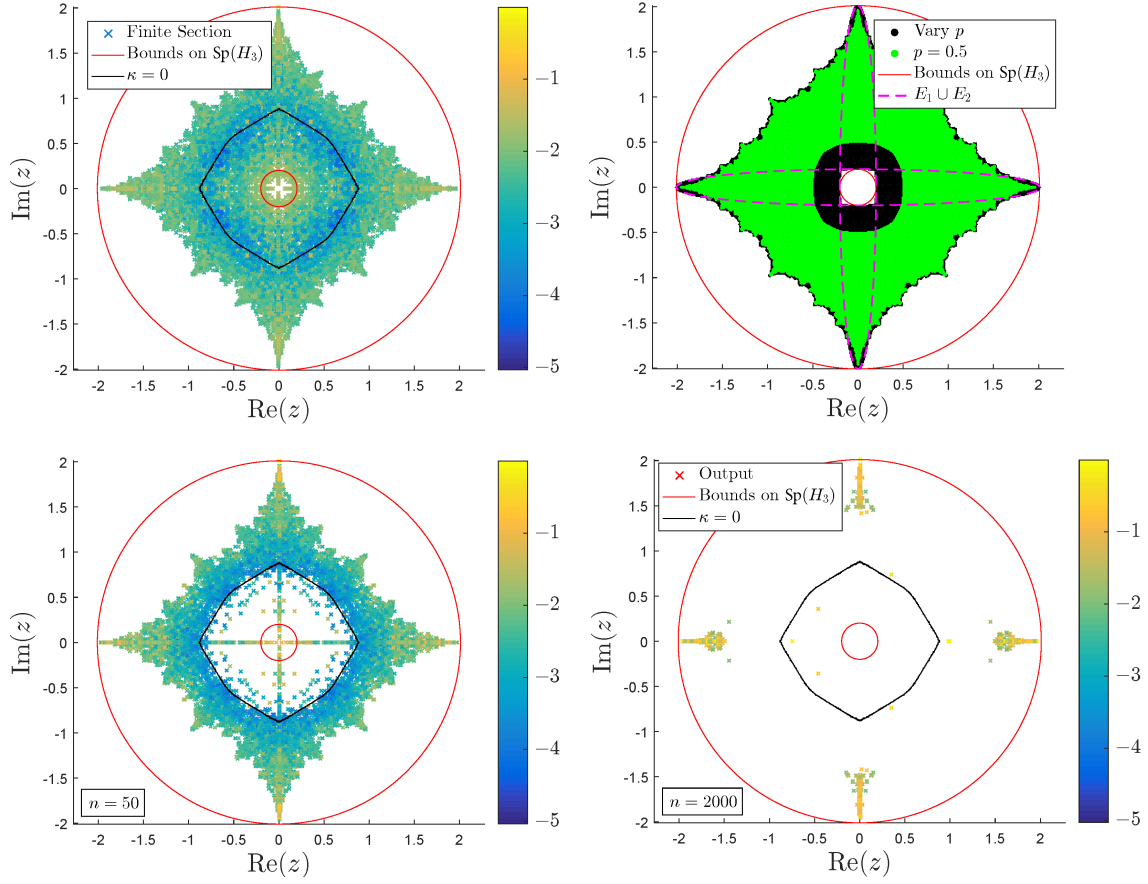 Finite Section
Bounds on Sp(H₃)
κ = 0
2
1.5
1
0.5
0
-0.5
-1
-1.5
-2
-2 -1.5 -1 -0.5 0 0.5 1 1.5 2
Im(z)
Re(z)
−1
−2
−3
−4
−5
Vary p
p = 0.5
Bounds on Sp(H₃)
E₁ ∪ E₂
2
1.5
1
0.5
0
-0.5
-1
-1.5
-2
-2 -1.5 -1 -0.5 0 0.5 1 1.5 2
Im(z)
Re(z)
2
1.5
1
0.5
0
-0.5
-1
-1.5
-2
n = 50
-2 -1.5 -1 -0.5 0 0.5 1 1.5 2
Im(z)
Re(z)
−1
−2
−3
−4
−5
Output
Bounds on Sp(H₃)
κ = 0
2
1.5
1
0.5
0
-0.5
-1
-1.5
-2
n = 2000
-2 -1.5 -1 -0.5 0 0.5 1 1.5 2
Im(z)
Re(z)
−1
−2
−3
−4
−5